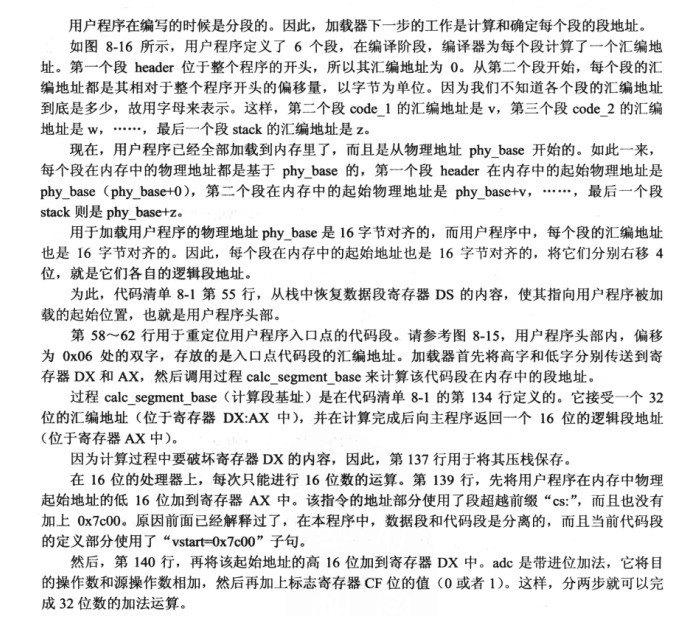 用户程序在编写的时候是分段的。因此，加载器下一步的工作是计算和确定每个段的段地址。
如图 8-16 所示，用户程序定义了 6 个段，在编译阶段，编译器为每个段计算了一个汇编地
址。第一个段 header 位于整个程序的开头，所以其汇编地址为 0。从第二个段开始，每个段的汇
编地址都是其相对于整个程序开头的偏移量，以字节为单位。因为我们不知道各个段的汇编地址
到底是多少，故用字母来表示。这样，第二个段 code_1 的汇编地址是 v，第三个段 code_2 的汇编
地址是 w，……，最后一个段 stack 的汇编地址是 z。
现在，用户程序已经全部加载到内存里了，而且是从物理地址 phy_base 开始的。如此一来，
每个段在内存中的物理地址都是基于 phy_base 的，第一个段 header 在内存中的起始物理地址是
phy_base（phy_base+0），第二个段在内存中的起始物理地址是 phy_base+v，……，最后一个段
stack 则是 phy_base+z。
用于加载用户程序的物理地址 phy_base 是 16 字节对齐的，而用户程序中，每个段的汇编地址
也是 16 字节对齐的。因此，每个段在内存中的起始地址也是 16 字节对齐的，将它们分别右移 4
位，就是它们各自的逻辑段地址。
为此，代码清单 8-1 第 55 行，从栈中恢复数据段寄存器 DS 的内容，使其指向用户程序被加
载的起始位置，也就是用户程序头部。
第 58～62 行用于重定位用户程序入口点的代码段。请参考图 8-15，用户程序头部内，偏移
为 0x06 处的双字，存放的是入口点代码段的汇编地址。加载器首先将高字和低字分别传送到寄
存器 DX 和 AX，然后调用过程 calc_segment_base 来计算该代码段在内存中的段地址。
过程 calc_segment_base（计算段基址）是在代码清单 8-1 的第 134 行定义的。它接受一个 32
位的汇编地址（位于寄存器 DX:AX 中），并在计算完成后向主程序返回一个 16 位的逻辑段地址
（位于寄存器 AX 中）。
因为计算过程中要破坏寄存器 DX 的内容，因此，第 137 行用于将其压栈保存。
在 16 位的处理器上，每次只能进行 16 位数的运算。第 139 行，先将用户程序在内存中物理
起始地址的低 16 位加到寄存器 AX 中。该指令的地址部分使用了段超越前缀“cs:”，而且也没有
加上 0x7c00。原因前面已经解释过了，在本程序中，数据段和代码段是分离的，而且当前代码段
的定义部分使用了“vstart=0x7c00”子句。
然后，第 140 行，再将该起始地址的高 16 位加到寄存器 DX 中。adc 是带进位加法，它将目
的操作数和源操作数相加，然后再加上标志寄存器 CF 位的值（0 或者 1）。这样，分两步就可以完
成 32 位数的加法运算。